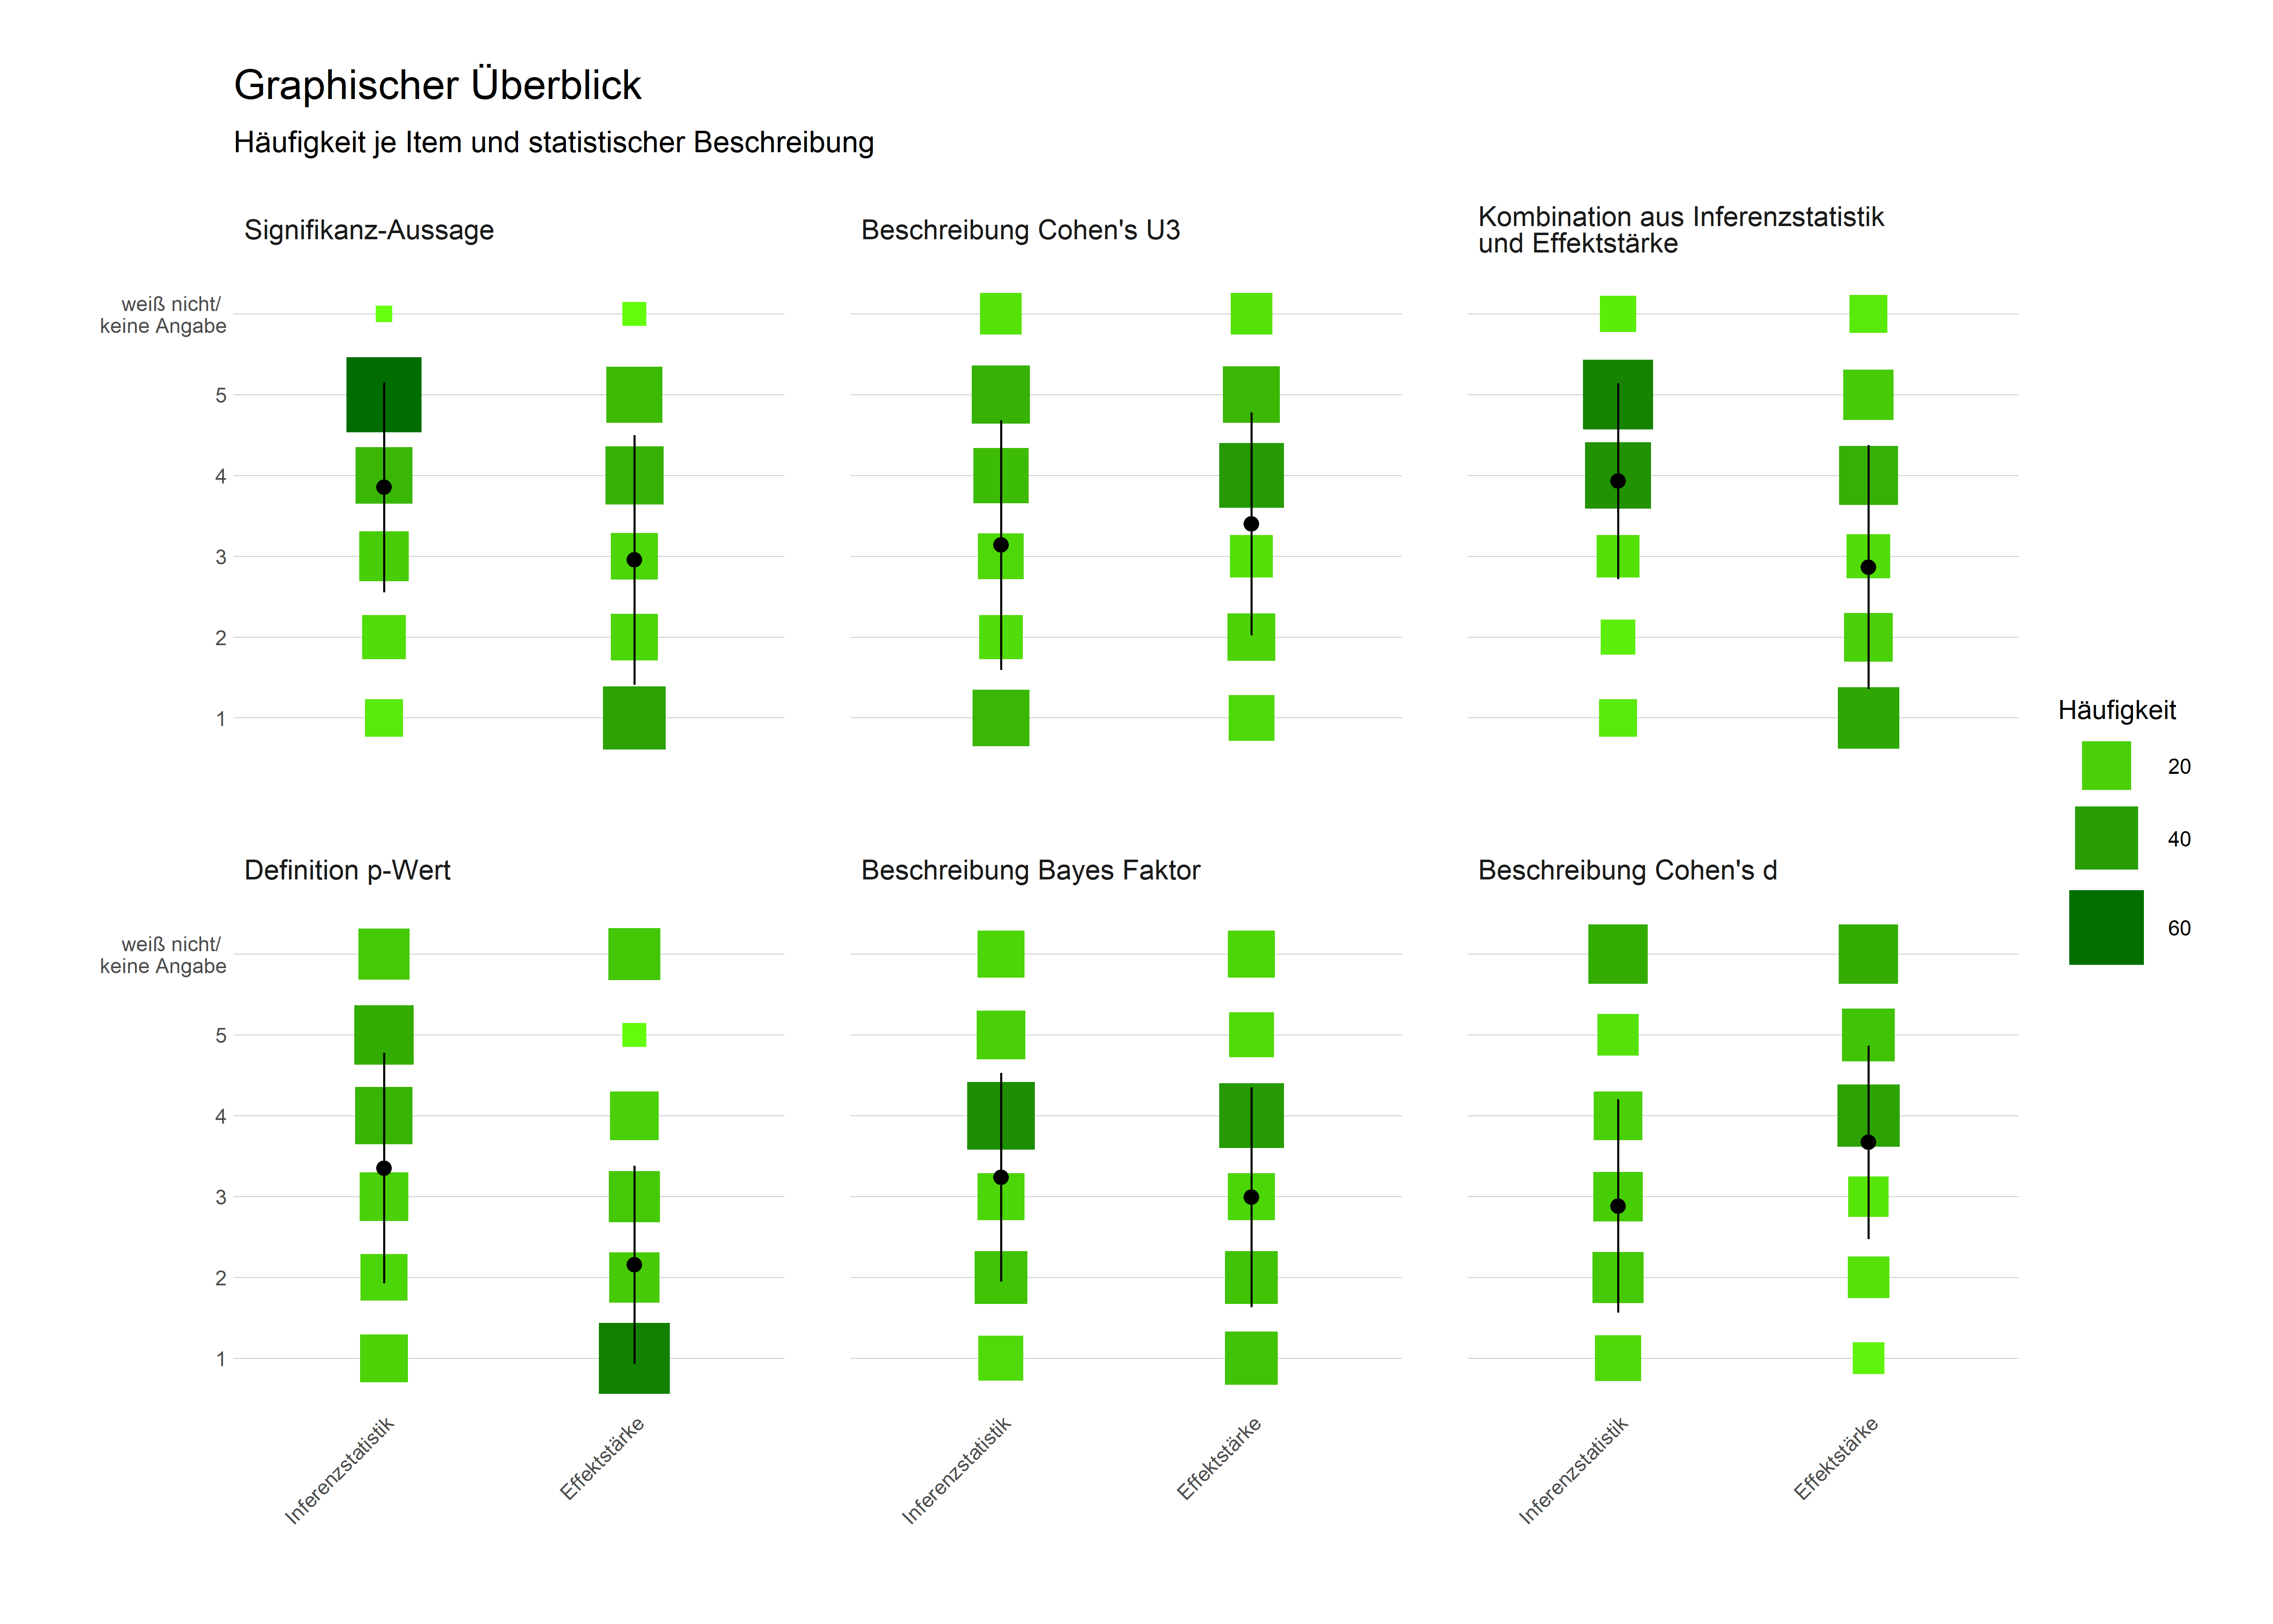 Graphischer Überblick
Häufigkeit je Item und statistischer Beschreibung
Signifikanz-Aussage
Beschreibung Cohen's U3
Kombination aus Inferenzstatistik
und Effektstärke
weiß nicht/
keine Angabe
5
4
3
2
1
Häufigkeit
20
40
60
Definition p-Wert
Beschreibung Bayes Faktor
Beschreibung Cohen's d
weiß nicht/
keine Angabe
5
4
3
2
1
Inferenzstatistik
Effektstärke
Inferenzstatistik
Effektstärke
Inferenzstatistik
Effektstärke